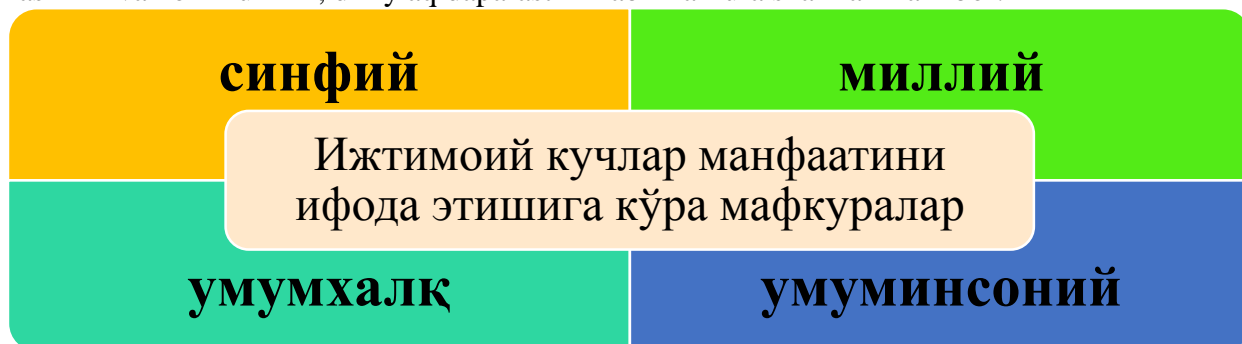 синфий
миллий
Ижтимоий кучлар манфаатини
ифода этишига кўра мафкуралар
умумхалқ
умуминсоний